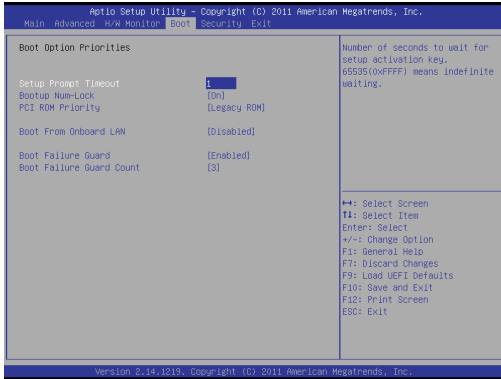 Aptio Setup Utility – Copyright (C) 2011 American Megatrends, Inc.
Main Advanced H/W Monitor Boot Security Exit
Boot Option Priorities
Setup Prompt Timeout 1
Bootup Num-Lock [On]
PCI ROM Priority [Legacy ROM]
Boot From Onboard LAN [Disabled]
Boot Failure Guard [Enabled]
Boot Failure Guard Count [3]
Number of seconds to wait for
setup activation key.
65535(0xFFFF) means indefinite
waiting.
↔: Select Screen
↑↓: Select Item
Enter: Select
+/-: Change Option
F1: General Help
F7: Discard Changes
F9: Load UEFI Defaults
F10: Save and Exit
F12: Print Screen
ESC: Exit
Version 2.14.1219. Copyright (C) 2011 American Megatrends, Inc.